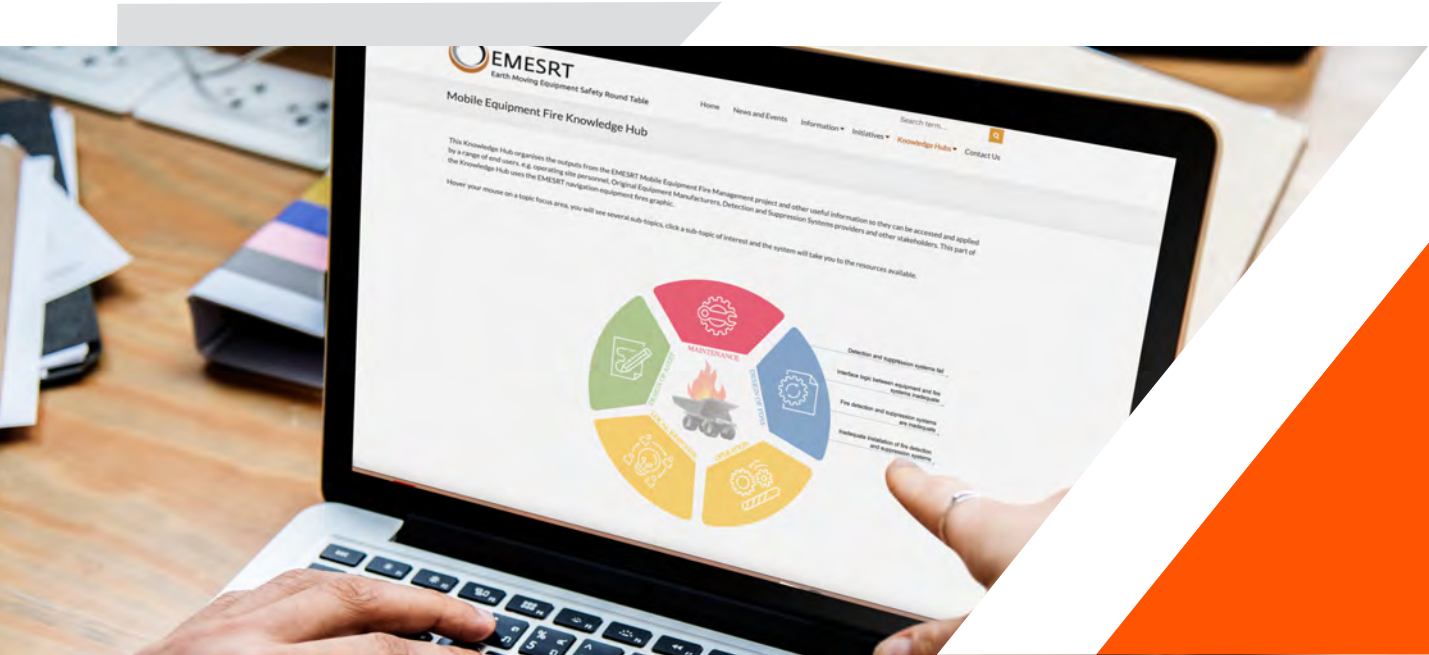 EMESRT
Earth Moving Equipment Safety Round Table
Home News and Events Information Initiatives Knowledge Hubs Contact Us
Search term...
Mobile Equipment Fire Knowledge Hub
This Knowledge Hub organises the outputs from the EMESRT Mobile Equipment Fire Management project and other useful information so they can be accessed and applied
by a range of end users, e.g. operating site personnel, Original Equipment Manufacturers, Detection and Suppression Systems providers and other stakeholders. This part of
the Knowledge Hub uses the EMESRT navigation equipment fires graphic.
Hover your mouse on a topic focus area, you will see several sub-topics, click a sub-topic of interest and the system will take you to the resources available.
MAINTENANCE
OPERATION
Detection and suppression systems fail
Interface logic between equipment and fire
systems inadequate
Fire detection and suppression systems
are inadequate
Inadequate installation of fire detection
and suppression systems
esc